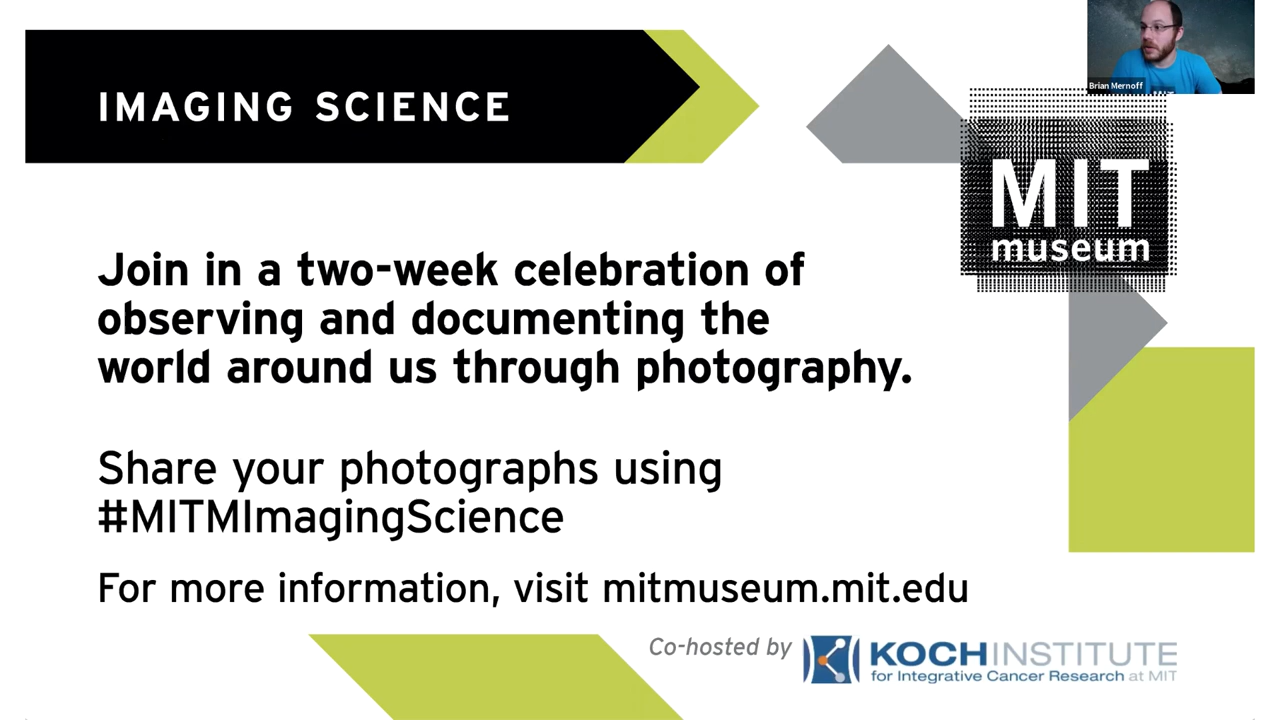 IMAGING SCIENCE
Brian Mernoff
MIT
museum
Join in a two-week celebration of
observing and documenting the
world around us through photography.
Share your photographs using
#MITMImagingScience
For more information, visit mitmuseum.mit.edu
Co-hosted by
KOCH INSTITUTE
for Integrative Cancer Research at MIT